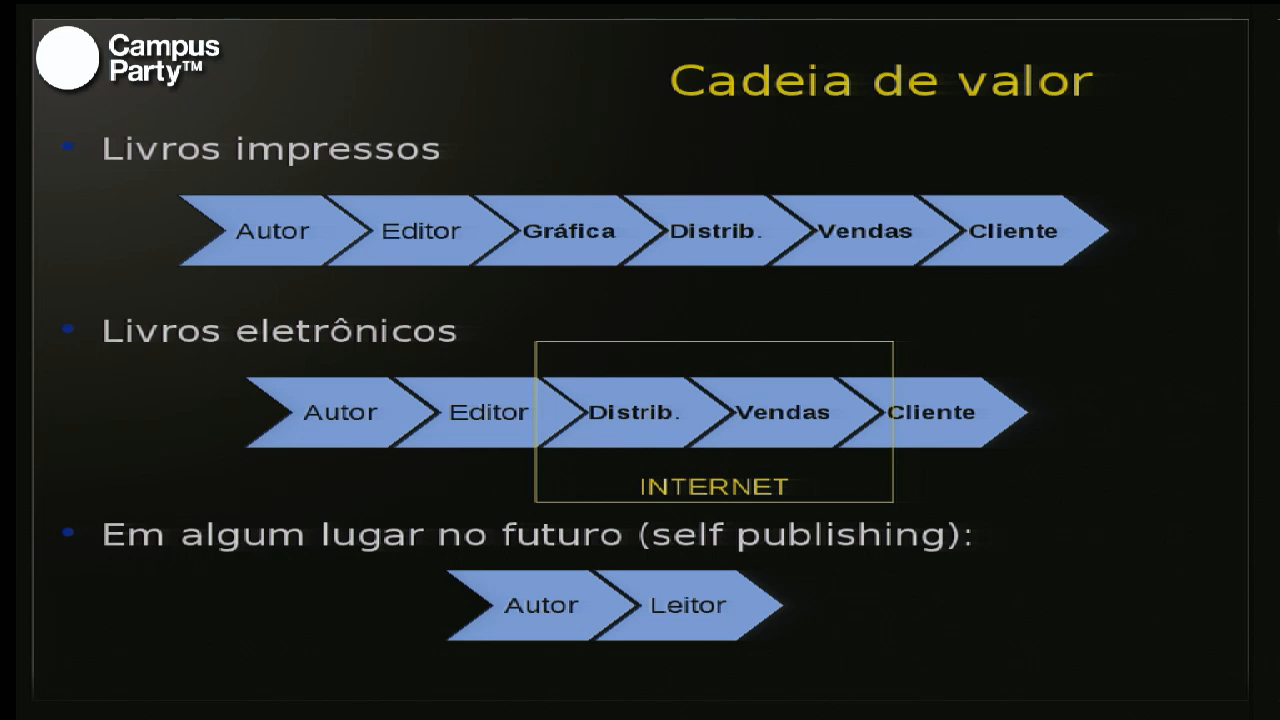 Campus
Party™
Cadeia de valor
• Livros impressos
Autor Editor Gráfica Distrib. Vendas Cliente
• Livros eletrônicos
Autor Editor Distrib. Vendas Cliente
INTERNET
• Em algum lugar no futuro (self publishing):
Autor Leitor